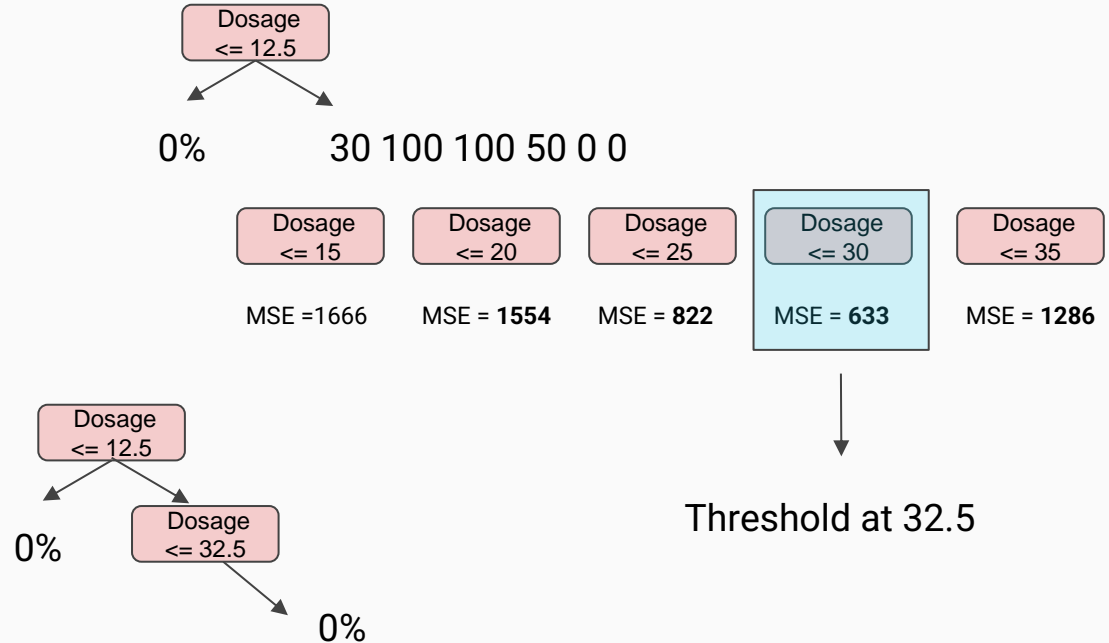 Dosage
<= 12.5
0%
30 100 100 50 0 0
Dosage
<= 15
Dosage
<= 20
Dosage
<= 25
Dosage
<= 30
Dosage
<= 35
MSE =1666
MSE = 1554
MSE = 822
MSE = 633
MSE = 1286
Dosage
<= 12.5
0%
Dosage
<= 32.5
0%
Threshold at 32.5